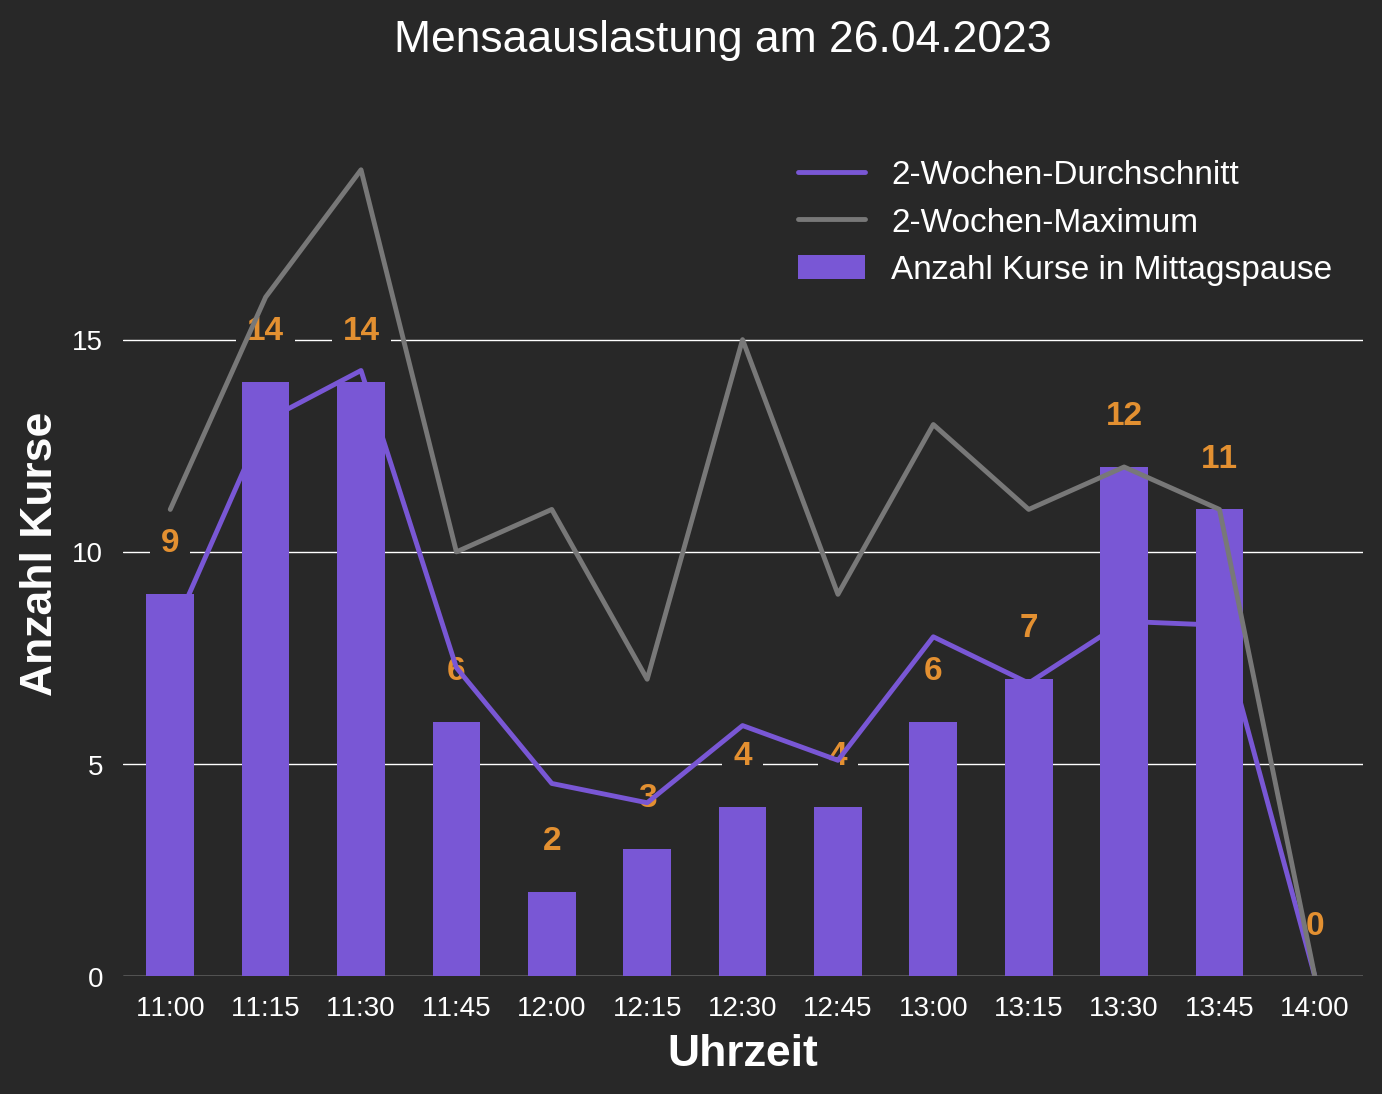 Mensaauslastung am 26.04.2023
2-Wochen-Durchschnitt
2-Wochen-Maximum
Anzahl Kurse in Mittagspause
Anzahl Kurse
15
10
5
0
9
14
14
6
2
3
4
4
6
7
12
11
0
11:00 11:15 11:30 11:45 12:00 12:15 12:30 12:45 13:00 13:15 13:30 13:45 14:00
Uhrzeit